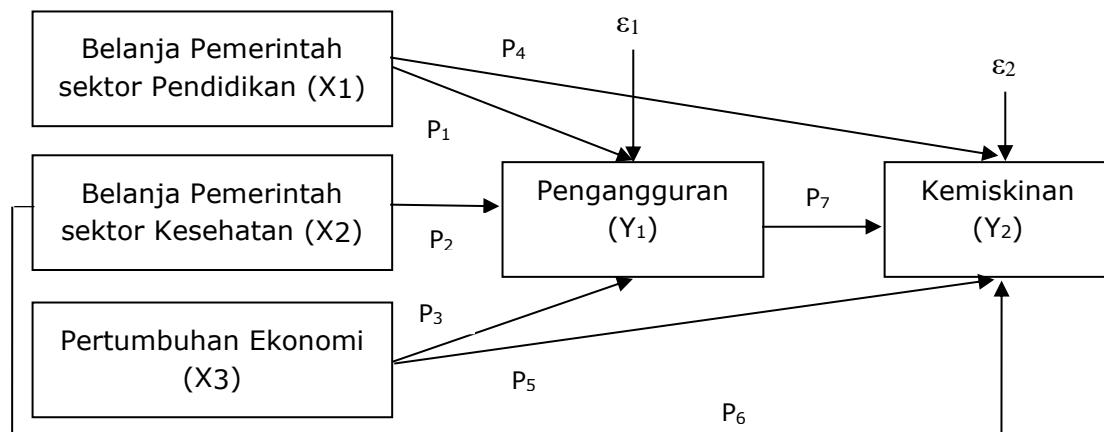 Belanja Pemerintah
sektor Pendidikan (X1)
P₄
ε₁
ε₂
P₁
Belanja Pemerintah
sektor Kesehatan (X2)
P₂
Pengangguran
(Y₁)
P₇
Kemiskinan
(Y₂)
Pertumbuhan Ekonomi
(X3)
P₃
P₅
P₆